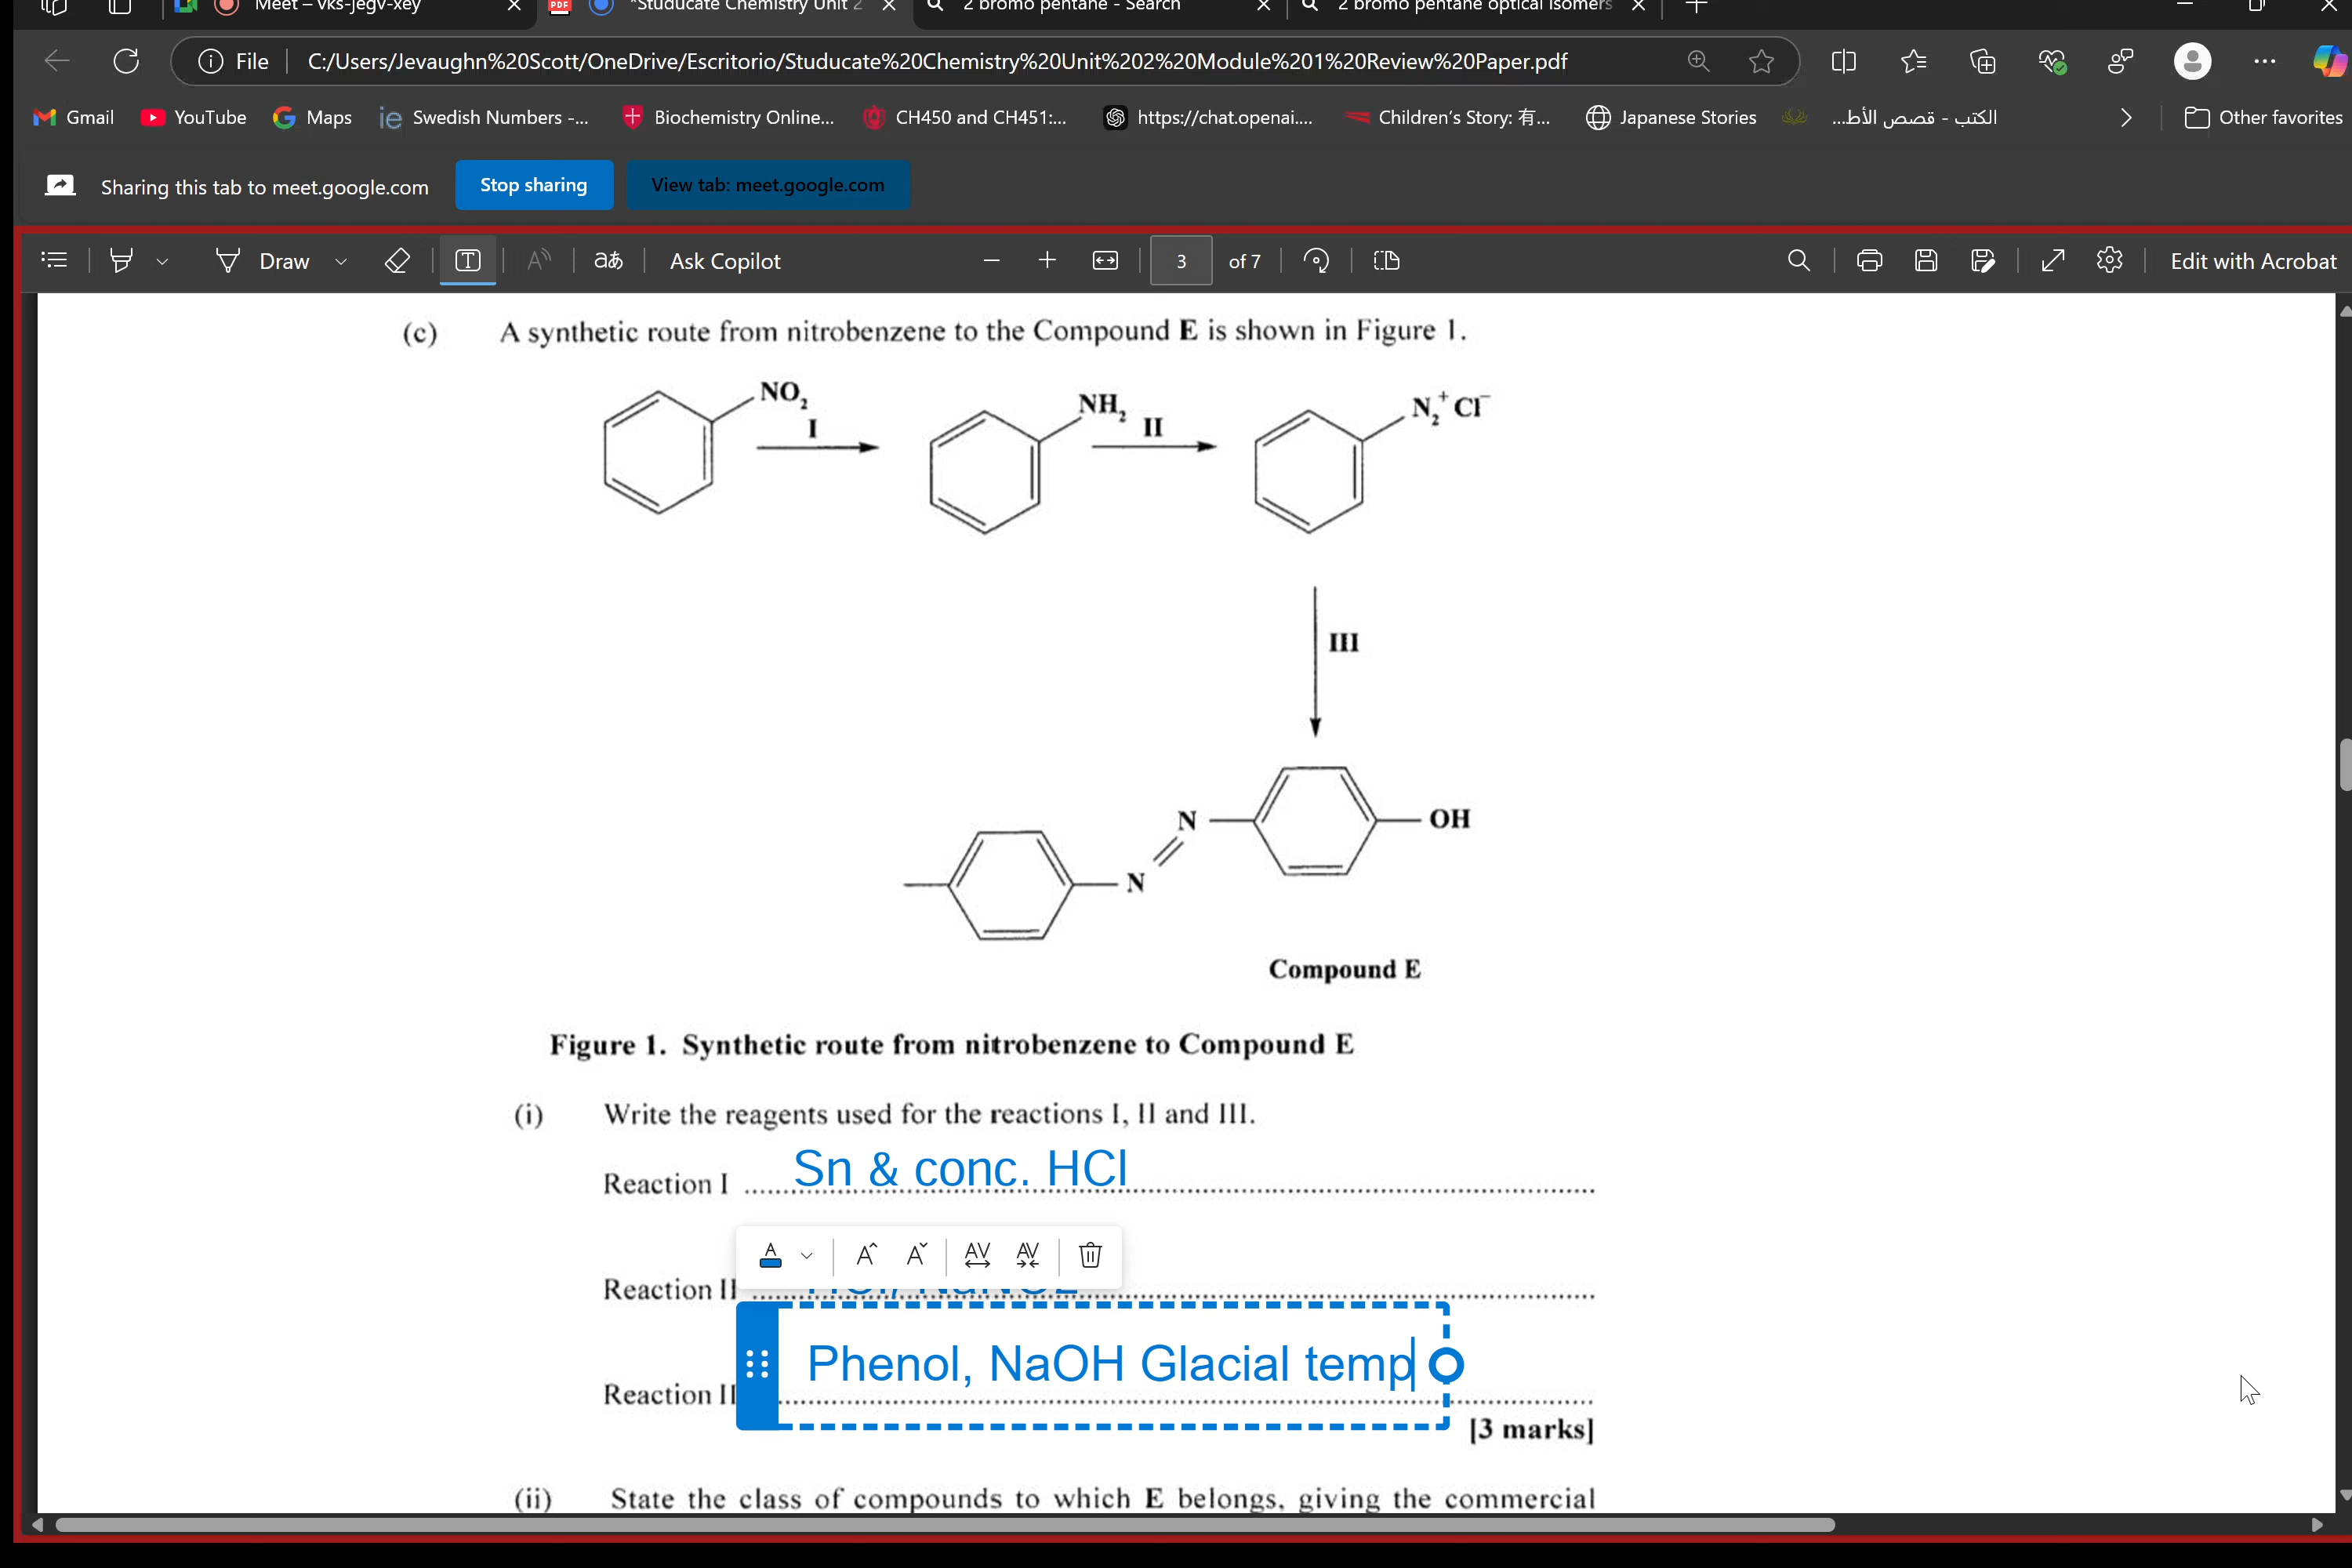 Meet – vks-jegv-xey
*Studucate Chemistry Unit 2
2 bromo pentane - Search
2 bromo pentane optical isomers
File
C:/Users/Jevaughn%20Scott/OneDrive/Escritorio/Studucate%20Chemistry%20Unit%202%20Module%201%20Review%20Paper.pdf
Gmail
YouTube
Maps
Swedish Numbers -...
Biochemistry Online...
CH450 and CH451:...
https://chat.openai....
Children's Story: 有...
Japanese Stories
الكتب - قصص الأط...
Other favorites
Sharing this tab to meet.google.com
Stop sharing
View tab: meet.google.com
Draw
Ask Copilot
3
of 7
Edit with Acrobat
(c) A synthetic route from nitrobenzene to the Compound E is shown in Figure 1.
NO₂
I
NH₂
II
N₂⁺ Cl⁻
III
N
OH
N
Compound E
Figure 1. Synthetic route from nitrobenzene to Compound E
(i) Write the reagents used for the reactions I, II and III.
Reaction I Sn & conc. HCl
Reaction II
Reaction II Phenol, NaOH Glacial temp
[3 marks]
(ii) State the class of compounds to which E belongs, giving the commercial